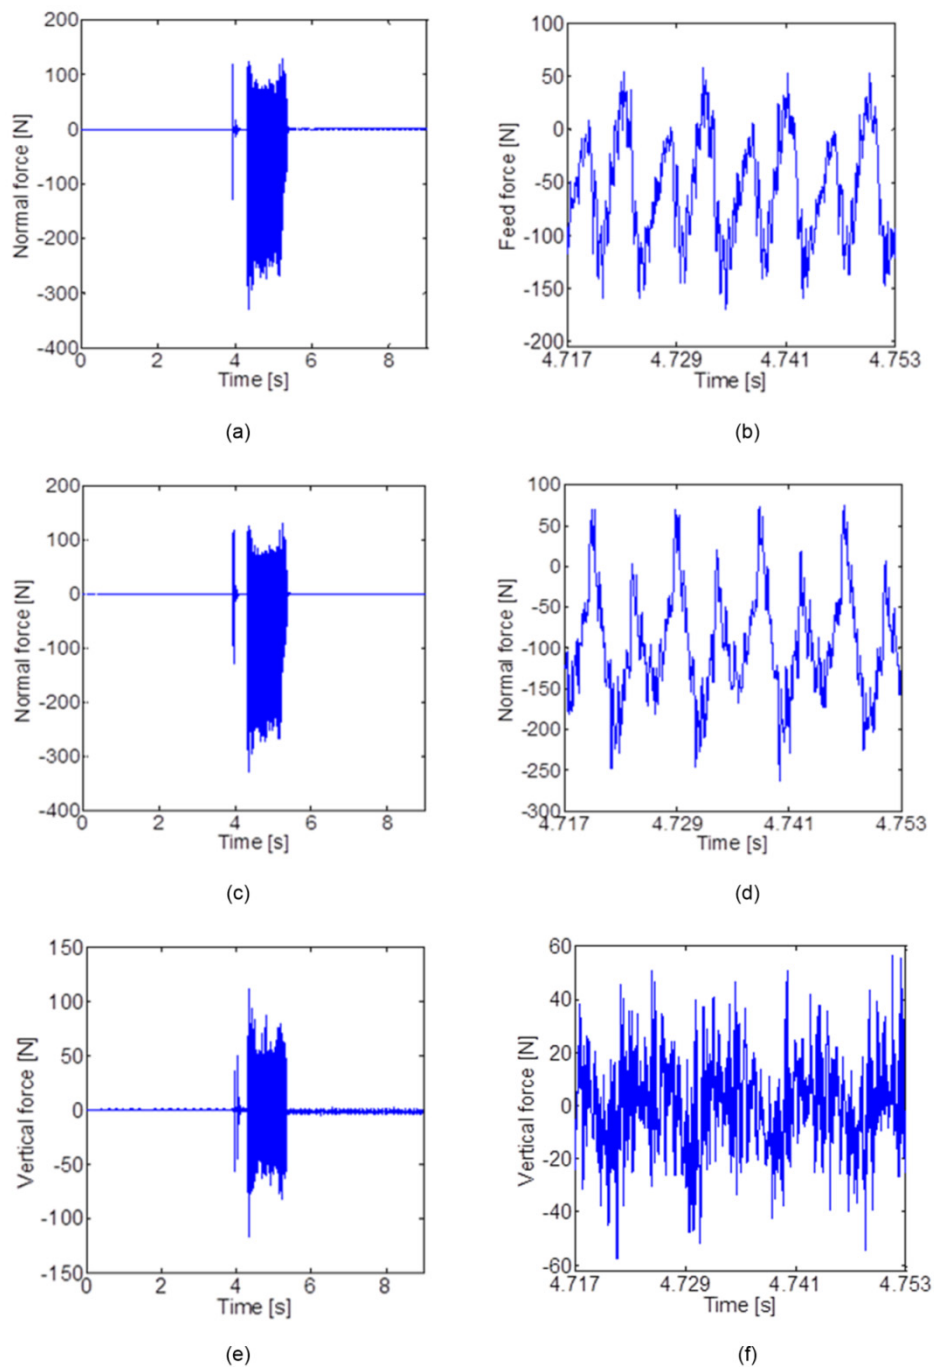 200
100
0
-100
-200
-300
-400
Normal force [N]
0 2 4 6 8
Time [s]
(a)
100
50
0
-50
-100
-150
-200
Feed force [N]
4.717 4.729 4.741 4.753
Time [s]
(b)
200
100
0
-100
-200
-300
-400
Normal force [N]
0 2 4 6 8
Time [s]
(c)
100
50
0
-50
-100
-150
-200
-250
-300
Normal force [N]
4.717 4.729 4.741 4.753
Time [s]
(d)
150
100
50
0
-50
-100
-150
Vertical force [N]
0 2 4 6 8
Time [s]
(e)
60
40
20
0
-20
-40
-60
Vertical force [N]
4.717 4.729 4.741 4.753
Time [s]
(f)